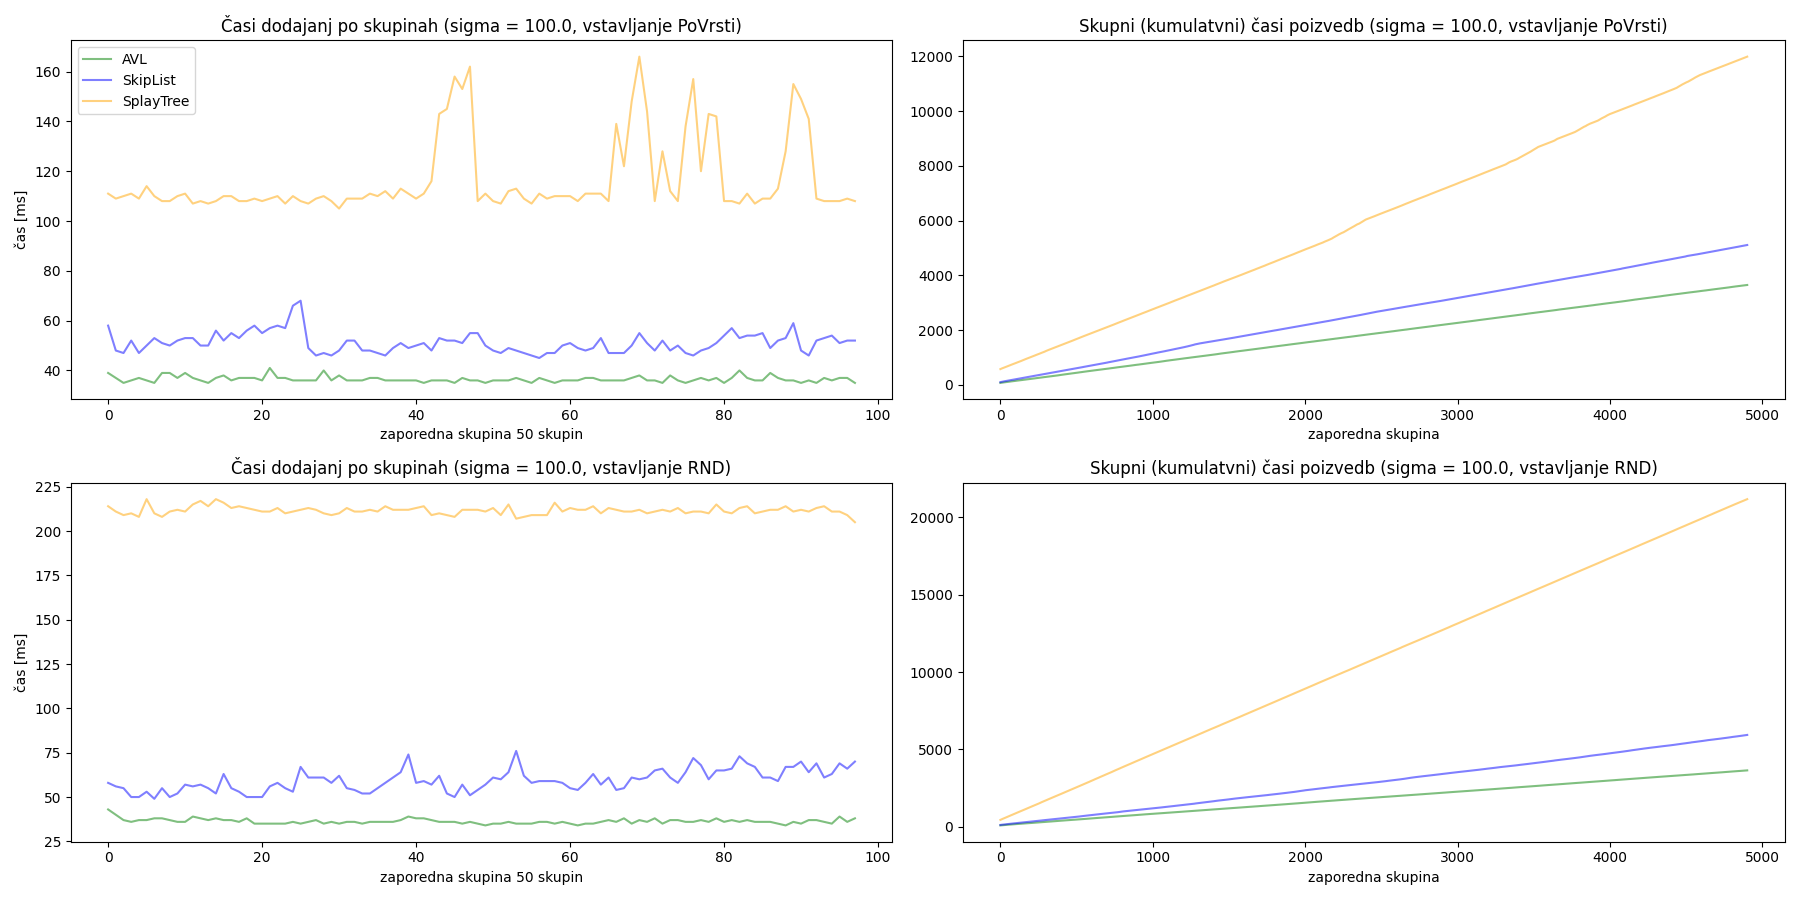 Časi dodajanj po skupinah (sigma = 100.0, vstavljanje PoVrsti)
AVL
SkipList
SplayTree
čas [ms]
160
140
120
100
80
60
40
0 20 40 60 80 100
zaporedna skupina 50 skupin
Skupni (kumulatvni) časi poizvedb (sigma = 100.0, vstavljanje PoVrsti)
12000
10000
8000
6000
4000
2000
0
0 1000 2000 3000 4000 5000
zaporedna skupina
Časi dodajanj po skupinah (sigma = 100.0, vstavljanje RND)
čas [ms]
225
200
175
150
125
100
75
50
25
0 20 40 60 80 100
zaporedna skupina 50 skupin
Skupni (kumulatvni) časi poizvedb (sigma = 100.0, vstavljanje RND)
20000
15000
10000
5000
0
0 1000 2000 3000 4000 5000
zaporedna skupina